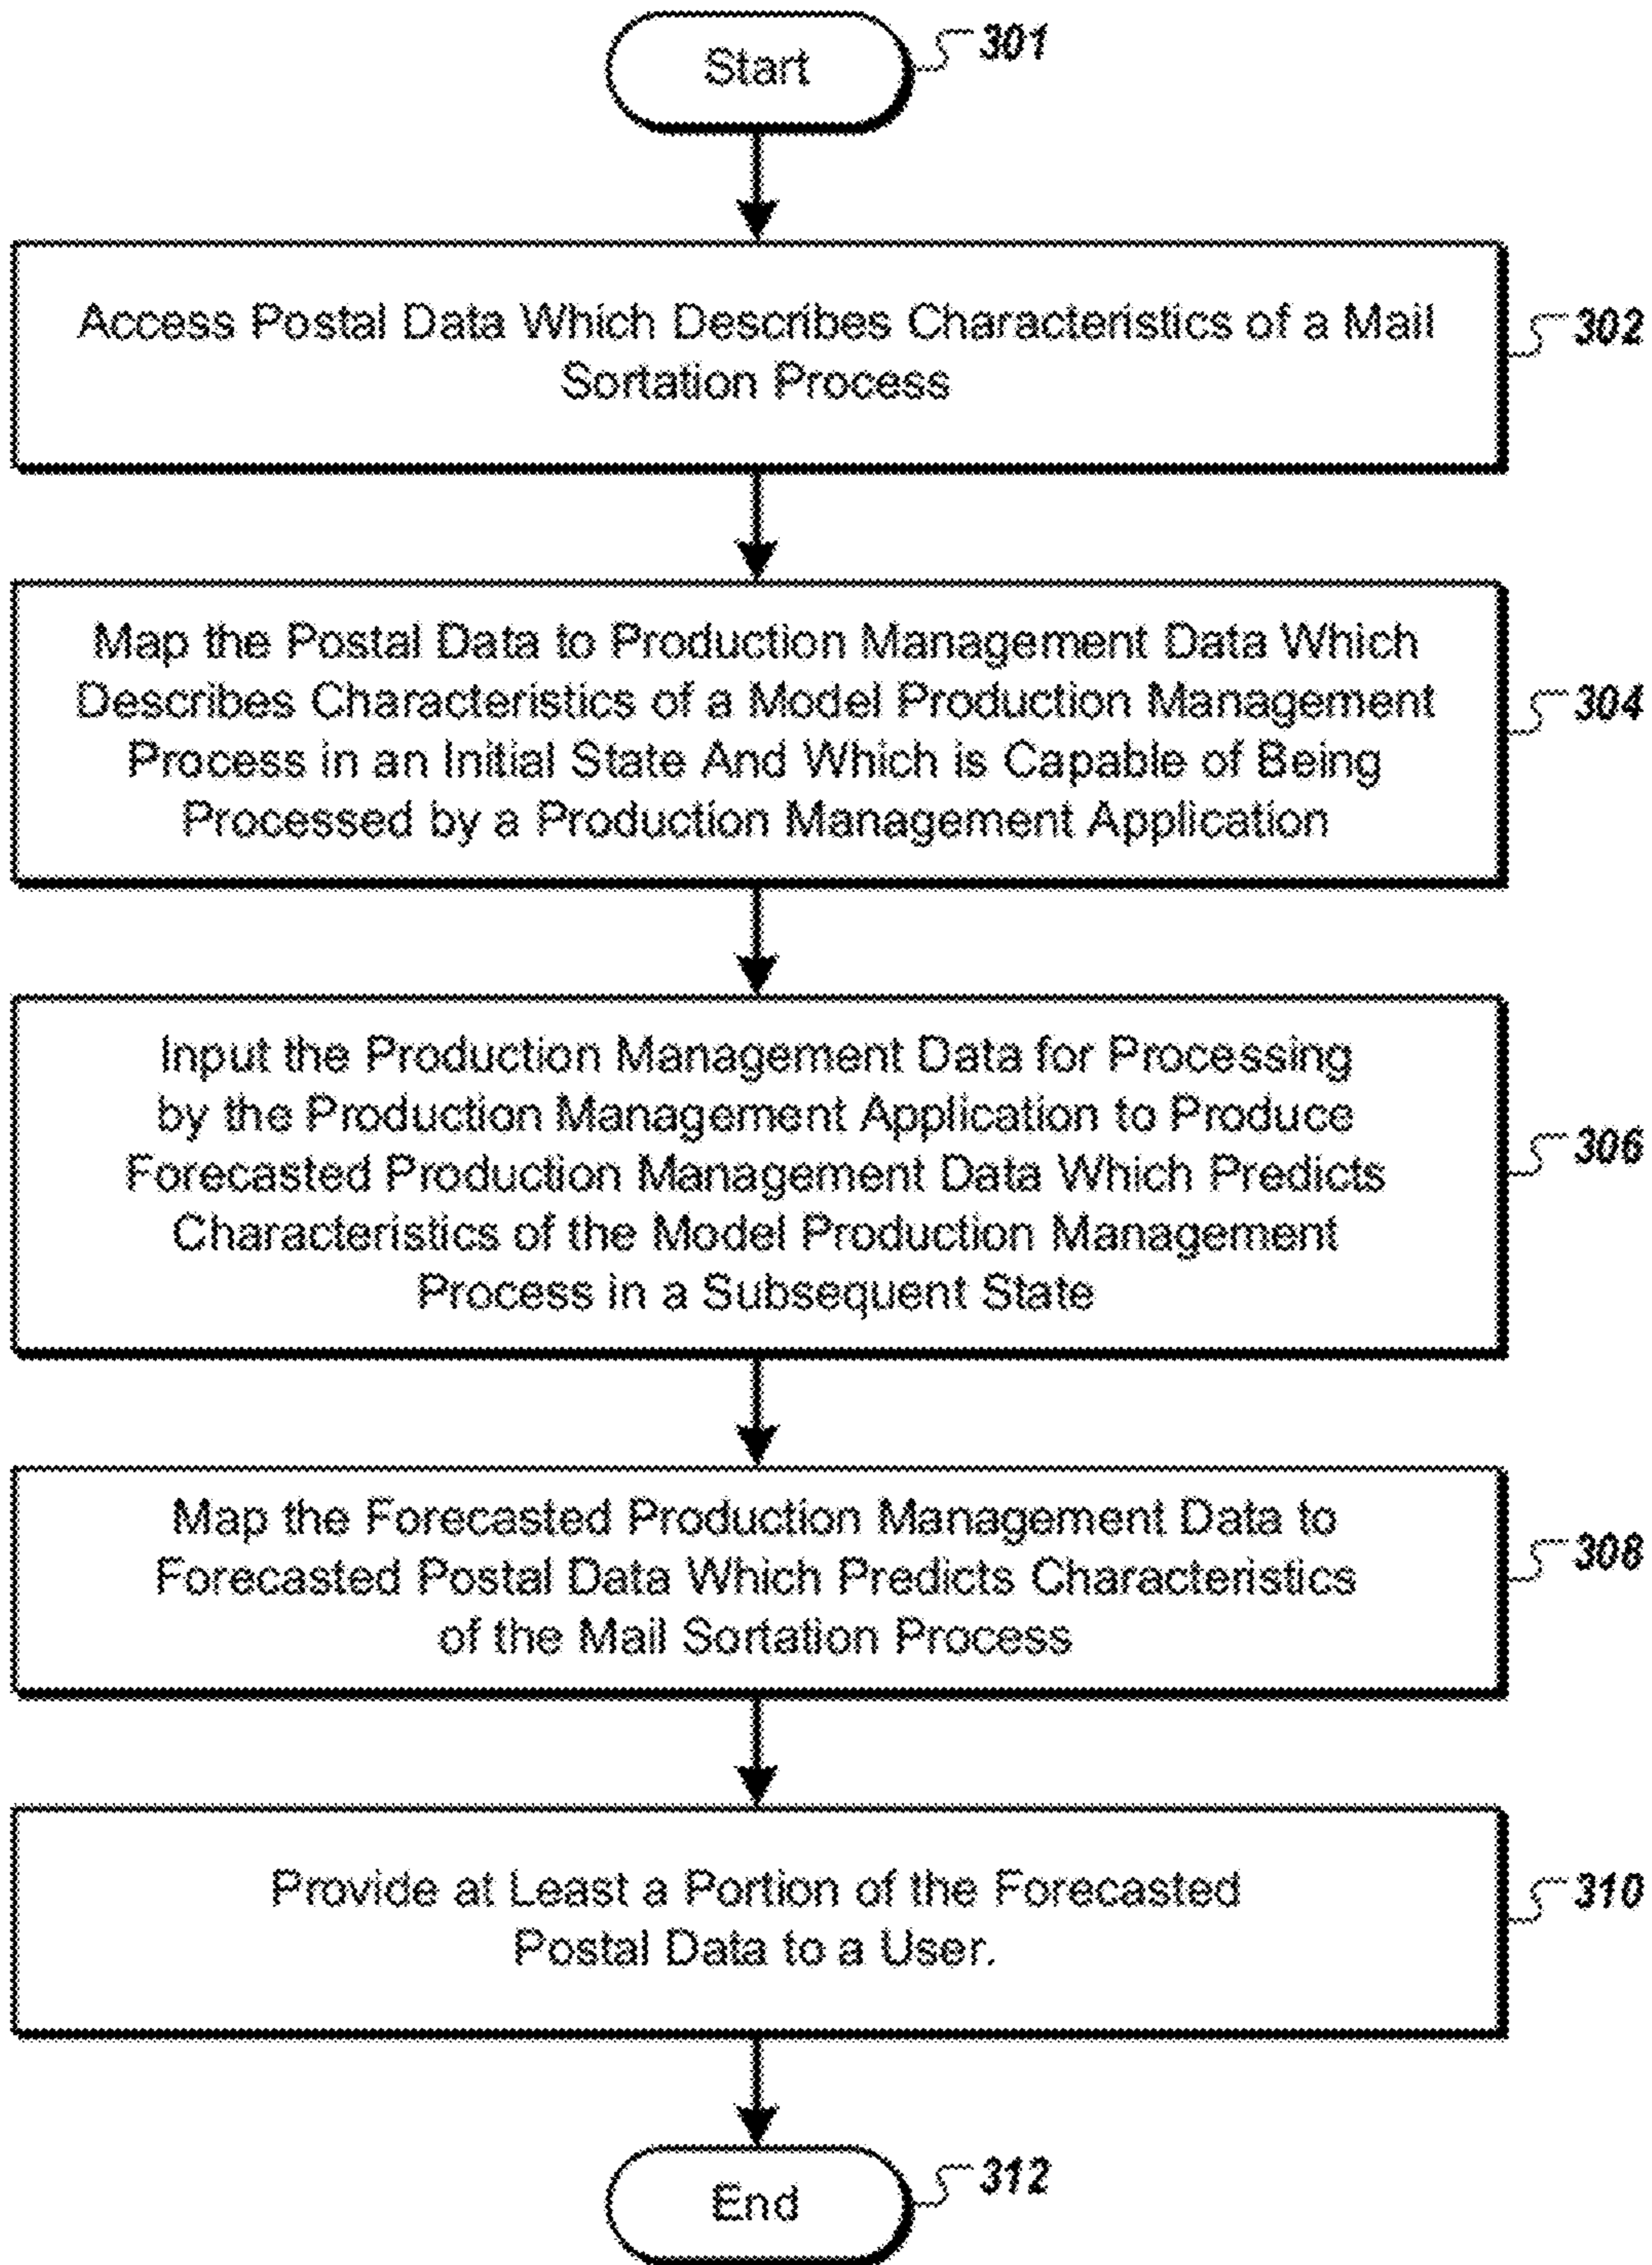 Start
301
Access Postal Data Which Describes Characteristics of a Mail
Sortation Process
302
Map the Postal Data to Production Management Data Which
Describes Characteristics of a Model Production Management
Process in an Initial State And Which is Capable of Being
Processed by a Production Management Application
304
Input the Production Management Data for Processing
by the Production Management Application to Produce
Forecasted Production Management Data Which Predicts
Characteristics of the Model Production Management
Process in a Subsequent State
306
Map the Forecasted Production Management Data to
Forecasted Postal Data Which Predicts Characteristics
of the Mail Sortation Process
308
Provide at Least a Portion of the Forecasted
Postal Data to a User.
310
End
312